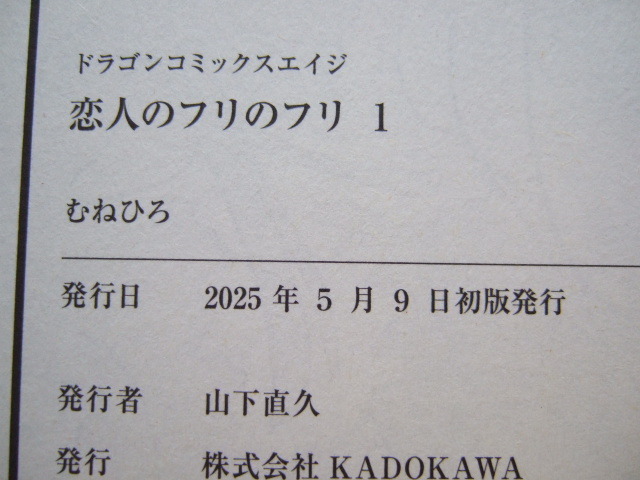 ドラゴンコミックスエイジ
恋人のフリのフリ 1
むねひろ
発行日 2025 年 5 月 9 日初版発行
発行者 山下直久
発行 株式会社 KADOKAWA